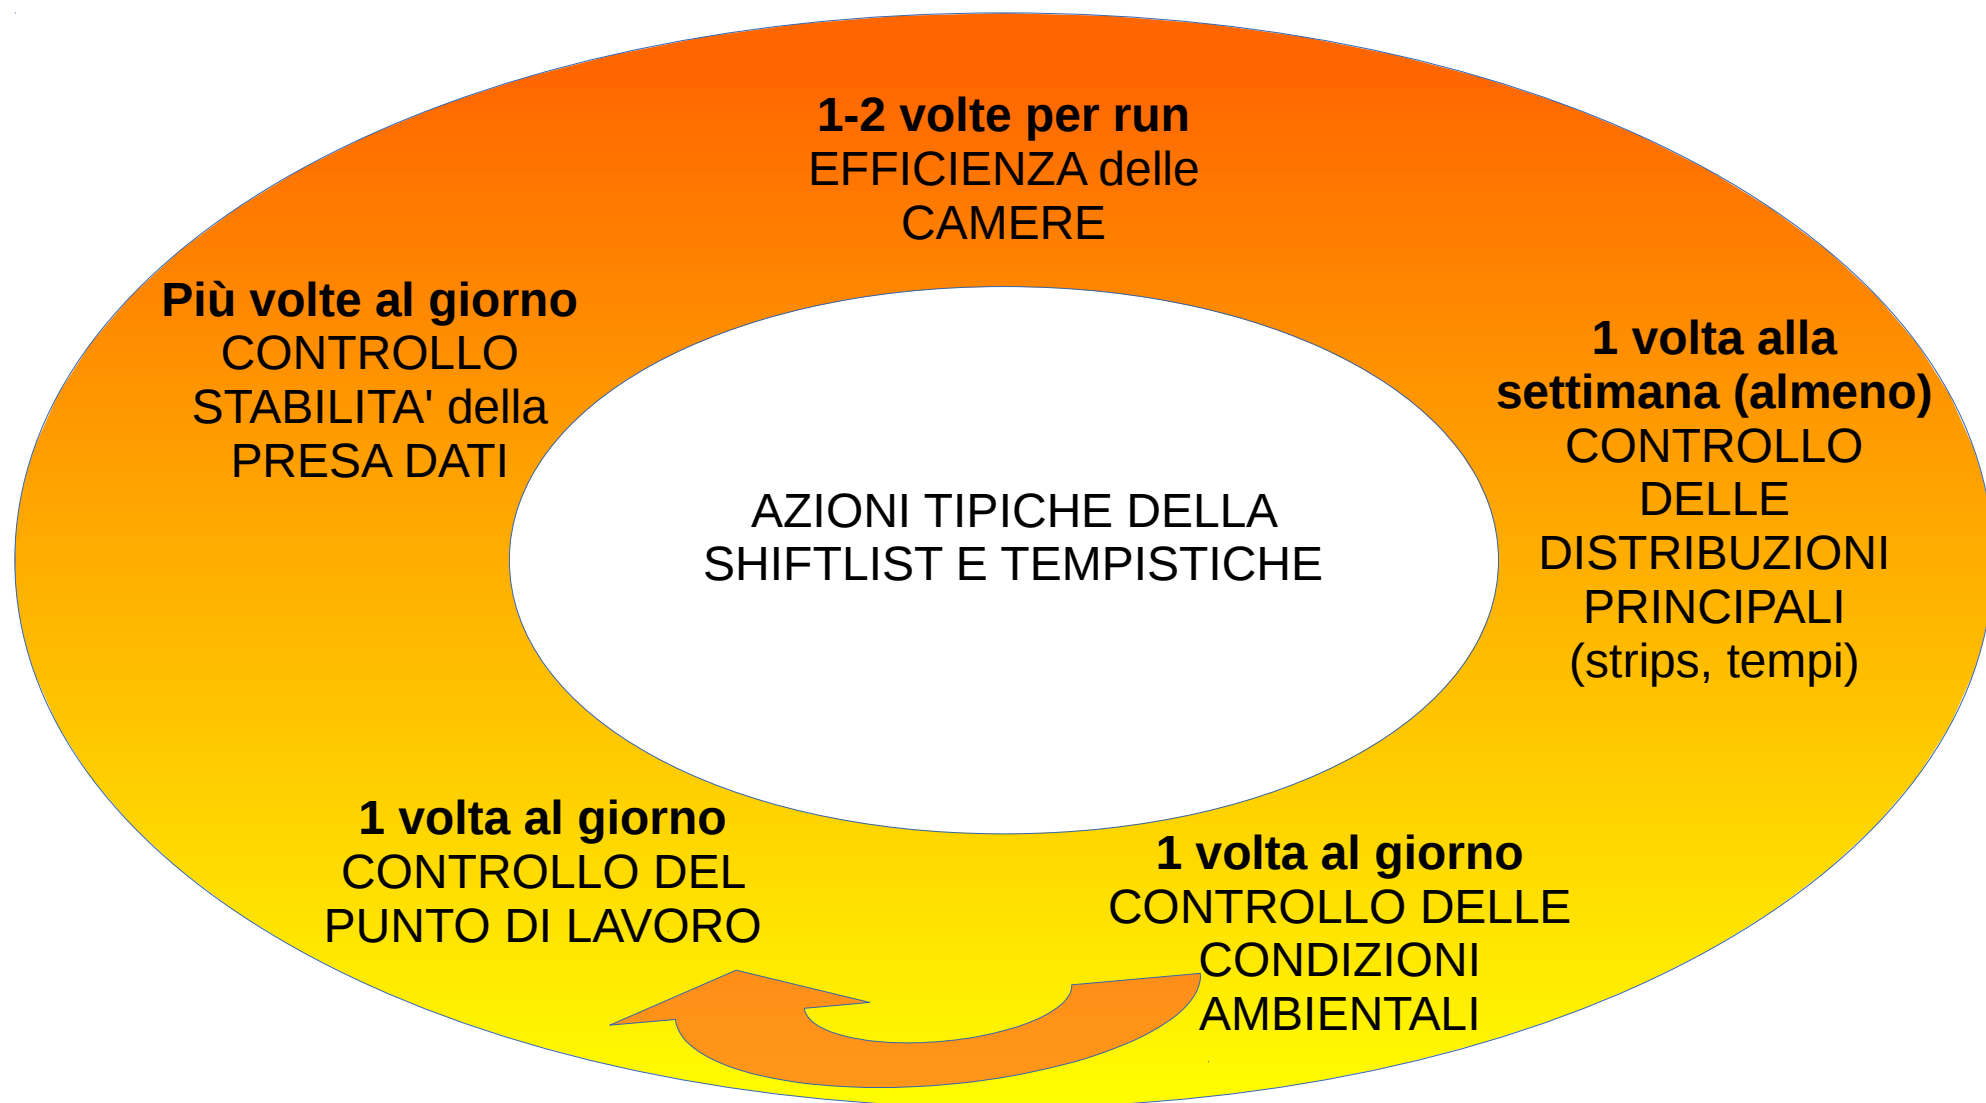 1-2 volte per run
EFFICIENZA delle
CAMERE
Più volte al giorno
CONTROLLO
STABILITA' della
PRESA DATI
1 volta alla
settimana (almeno)
CONTROLLO
DELLE
DISTRIBUZIONI
PRINCIPALI
(strips, tempi)
AZIONI TIPICHE DELLA
SHIFTLIST E TEMPISTICHE
1 volta al giorno
CONTROLLO DEL
PUNTO DI LAVORO
1 volta al giorno
CONTROLLO DELLE
CONDIZIONI
AMBIENTALI